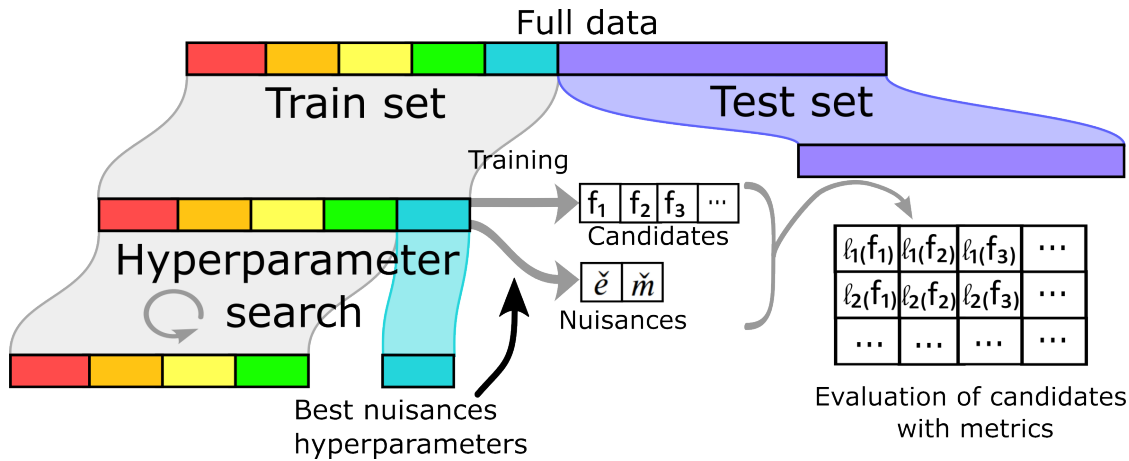 Full data
Train set
Test set
Training
f₁ f₂ f₃ ...
Candidates
Hyperparameter
search
ě m̌
Nuisances
ℓ₁(f₁) ℓ₁(f₂) ℓ₁(f₃) ...
ℓ₂(f₁) ℓ₂(f₂) ℓ₂(f₃) ...
... ... ... ...
Best nuisances
hyperparameters
Evaluation of candidates
with metrics